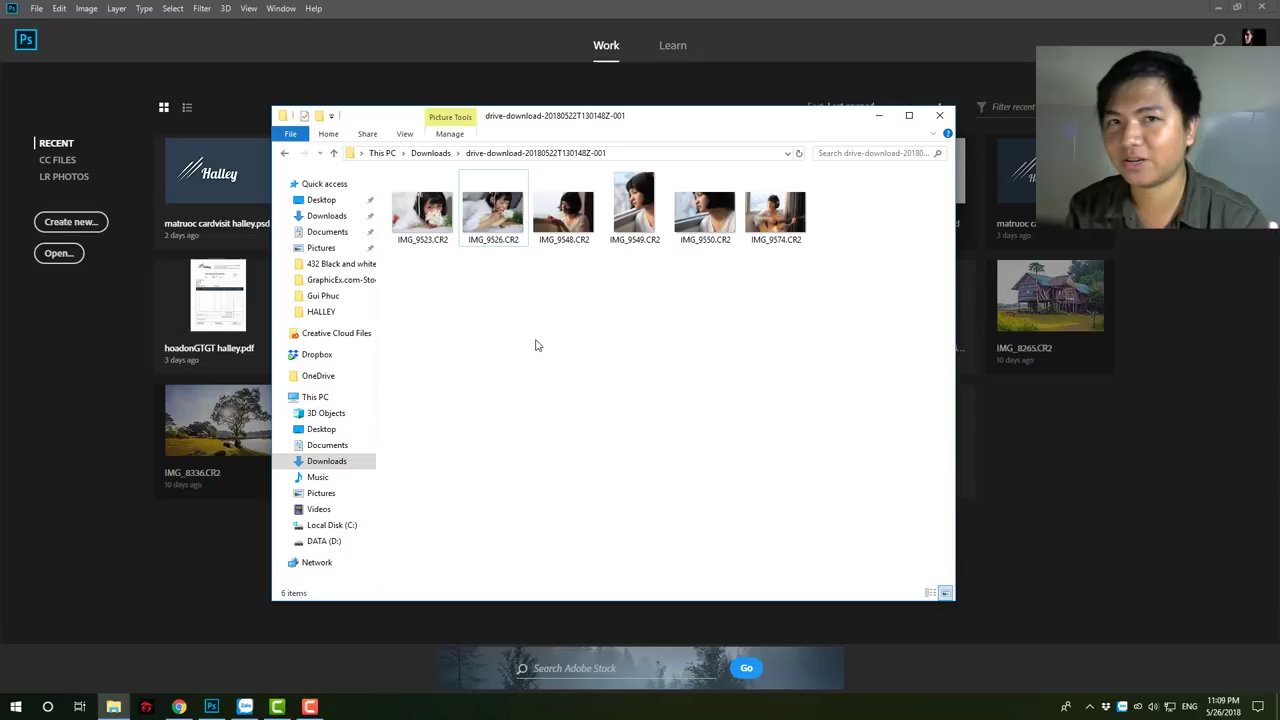 Ps File Edit Image Layer Type Select Filter 3D View Window Help
Ps Work Learn
Filter recent
RECENT
CC FILES
LR PHOTOS
Create new...
Open...
Halley
matruoc halley cardvisit.psd
2 days ago
hoadonGTGT halley.pdf
3 days ago
IMG_8336.CR2
10 days ago
Picture Tools drive-download-20180522T130148Z-001
File Home Share View Manage
This PC Downloads drive-download-20180522T130148Z-001 Search drive-download-20180...
Quick access
Desktop
Downloads
Documents
Pictures
432 Black and white
GraphicEx.com-Sto
Gui Phuc
HALLEY
Creative Cloud Files
Dropbox
OneDrive
This PC
3D Objects
Desktop
Documents
Downloads
Music
Pictures
Videos
Local Disk (C:)
DATA (D:)
Network
6 items
IMG_9523.CR2 IMG_9526.CR2 IMG_9548.CR2 IMG_9549.CR2 IMG_9550.CR2 IMG_9574.CR2
matruoc ca
3 days ago
IMG_8265.CR2
10 days ago
Search Adobe Stock Go
Ps Zalo ENG 11:09 PM
5/26/2018